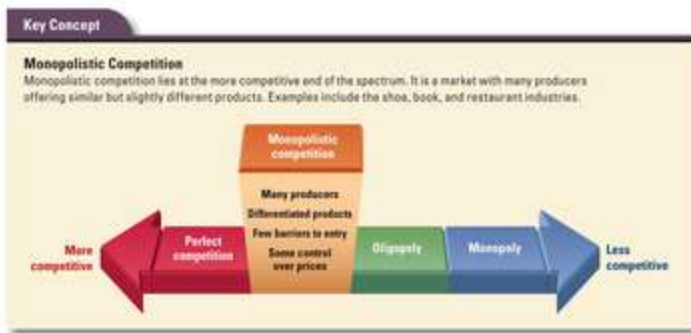 Key Concept
Monopolistic Competition
Monopolistic competition lies at the more competitive end of the spectrum. It is a market with many producers
offering similar but slightly different products. Examples include the shoe, book, and restaurant industries.
Monopolistic
competition
Many producers
Differentiated products
Few barriers to entry
Some control
over prices
More
competitive
Perfect
competition
Oligopoly
Monopoly
Less
competitive